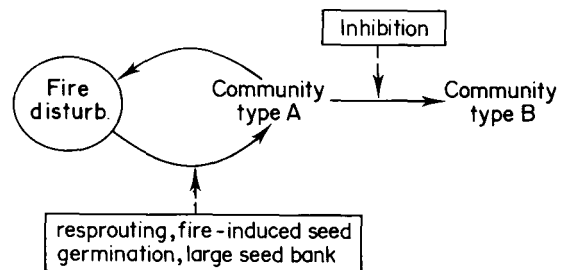 Inhibition
Fire
disturb.
Community
type A
Community
type B
resprouting, fire-induced seed
germination, large seed bank